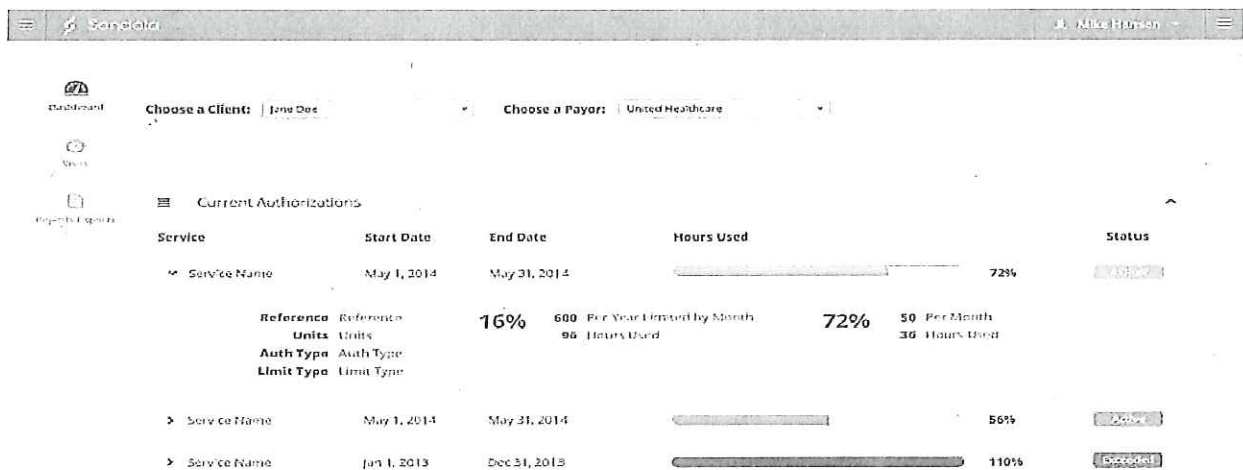 Sandata Mike Hanson
Dashboard
Choose a Client: Jane Doe Choose a Payor: United Healthcare
Visits
Current Authorizations
Service Start Date End Date Hours Used Status
Service Name May 1, 2014 May 31, 2014 72%
Reference Reference 16% 600 Per Year Limited by Month 72% 50 Per Month
Units Units 96 Hours Used 36 Hours Used
Auth Type Auth Type
Limit Type Limit Type
Service Name May 1, 2014 May 31, 2014 56% Active
Service Name Jan 1, 2013 Dec 31, 2013 110% Exceeded